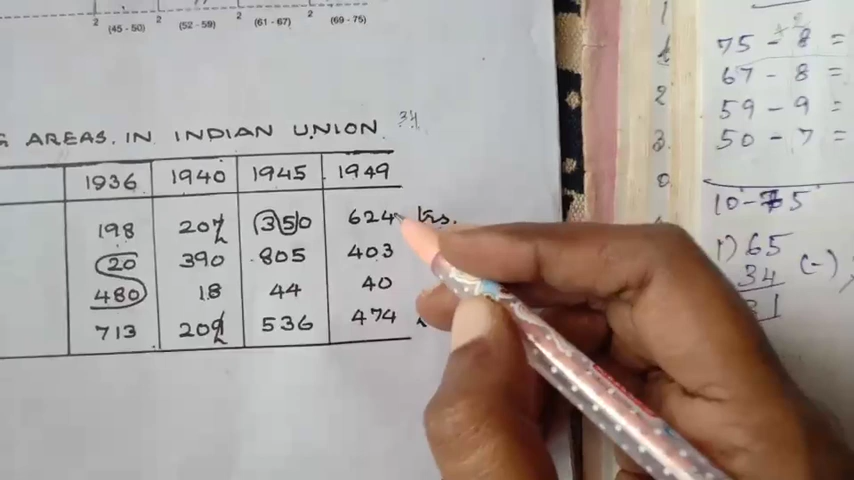 2 2 2 2
(45 - 50) (52 - 59) (61 - 67) (69 - 75)
AREAS. IN INDIAN UNION 34
1936 1940 1945 1949
198 207 350 624
20 390 805 403
480 18 44 40
713 209 536 474
75 - 8 =
67 - 8 =
59 - 9 =
50 - 7 =
1) 65
34 (-)
31